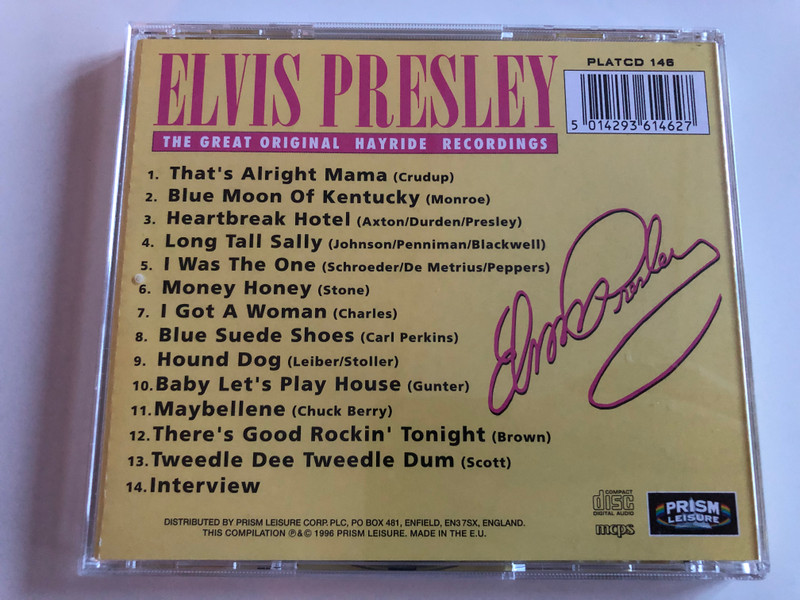 ELVIS PRESLEY
PLATCD 146
5 014293 614627
THE GREAT ORIGINAL HAYRIDE RECORDINGS
1. That's Alright Mama (Crudup)
2. Blue Moon Of Kentucky (Monroe)
3. Heartbreak Hotel (Axton/Durden/Presley)
4. Long Tall Sally (Johnson/Penniman/Blackwell)
5. I Was The One (Schroeder/De Metrius/Peppers)
6. Money Honey (Stone)
7. I Got A Woman (Charles)
8. Blue Suede Shoes (Carl Perkins)
9. Hound Dog (Leiber/Stoller)
10. Baby Let's Play House (Gunter)
11. Maybellene (Chuck Berry)
12. There's Good Rockin' Tonight (Brown)
13. Tweedle Dee Tweedle Dum (Scott)
14. Interview
Elvis Presley
COMPACT
disc
DIGITAL AUDIO
mcps
PRISM
LEISURE
DISTRIBUTED BY PRISM LEISURE CORP. PLC, PO BOX 481, ENFIELD, EN3 7SX, ENGLAND.
THIS COMPILATION ℗&© 1996 PRISM LEISURE. MADE IN THE E.U.